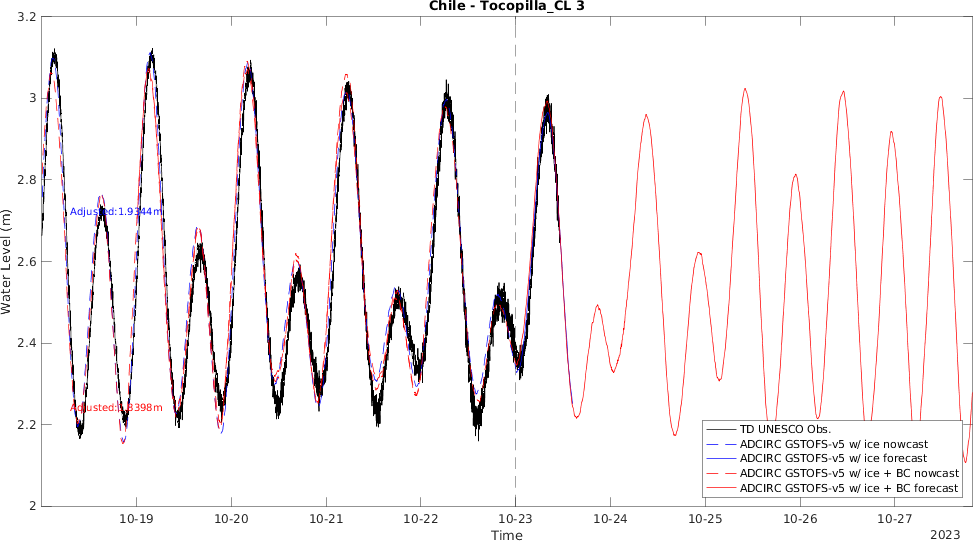 Chile - Tocopilla_CL 3
3.2
3
2.8
2.6
2.4
2.2
2
Water Level (m)
Adjusted:1.9344m
Adjusted:1.8398m
TD UNESCO Obs.
ADCIRC GSTOFS-v5 w/ ice nowcast
ADCIRC GSTOFS-v5 w/ ice forecast
ADCIRC GSTOFS-v5 w/ ice + BC nowcast
ADCIRC GSTOFS-v5 w/ ice + BC forecast
10-19 10-20 10-21 10-22 10-23 10-24 10-25 10-26 10-27
Time
2023